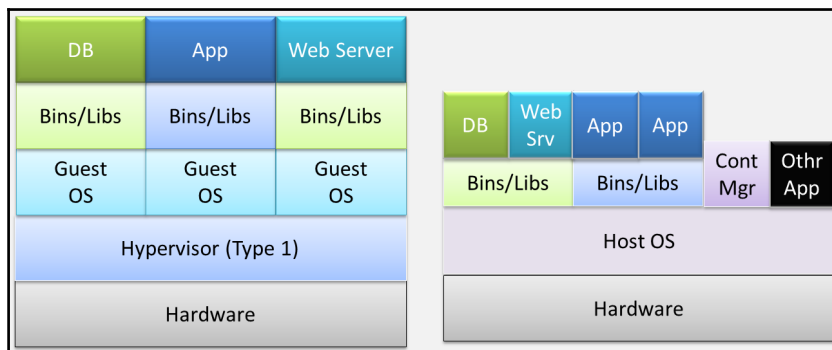 DB
App
Web Server
Bins/Libs
Bins/Libs
Bins/Libs
Guest
OS
Guest
OS
Guest
OS
Hypervisor (Type 1)
Hardware
DB
Web
Srv
App
App
Bins/Libs
Bins/Libs
Cont
Mgr
Othr
App
Host OS
Hardware